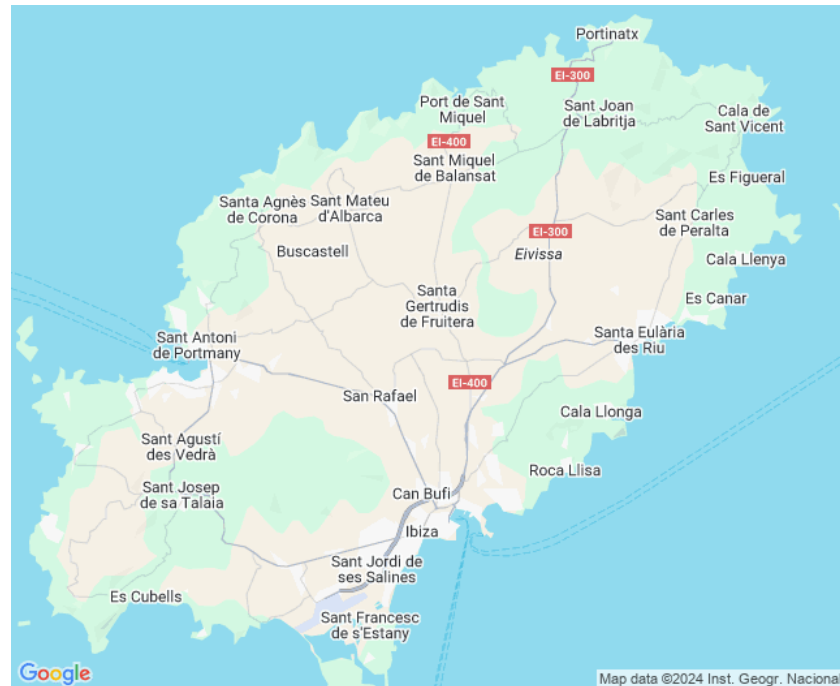 Portinatx
EI-300
Port de Sant
Miquel
Sant Joan
de Labritja
Cala de
Sant Vicent
EI-400
Sant Miquel
de Balansat
Es Figueral
Santa Agnès
de Corona
Sant Mateu
d'Albarca
Sant Carles
de Peralta
EI-300
Buscastell
Eivissa
Cala Llenya
Santa
Gertrudis
de Fruitera
Es Canar
Sant Antoni
de Portmany
Santa Eulària
des Riu
EI-400
San Rafael
Cala Llonga
Sant Agustí
des Vedrà
Roca Llisa
Sant Josep
de sa Talaia
Can Bufi
Ibiza
Sant Jordi de
ses Salines
Es Cubells
Sant Francesc
de s'Estany
Google
Map data ©2024 Inst. Geogr. Nacional